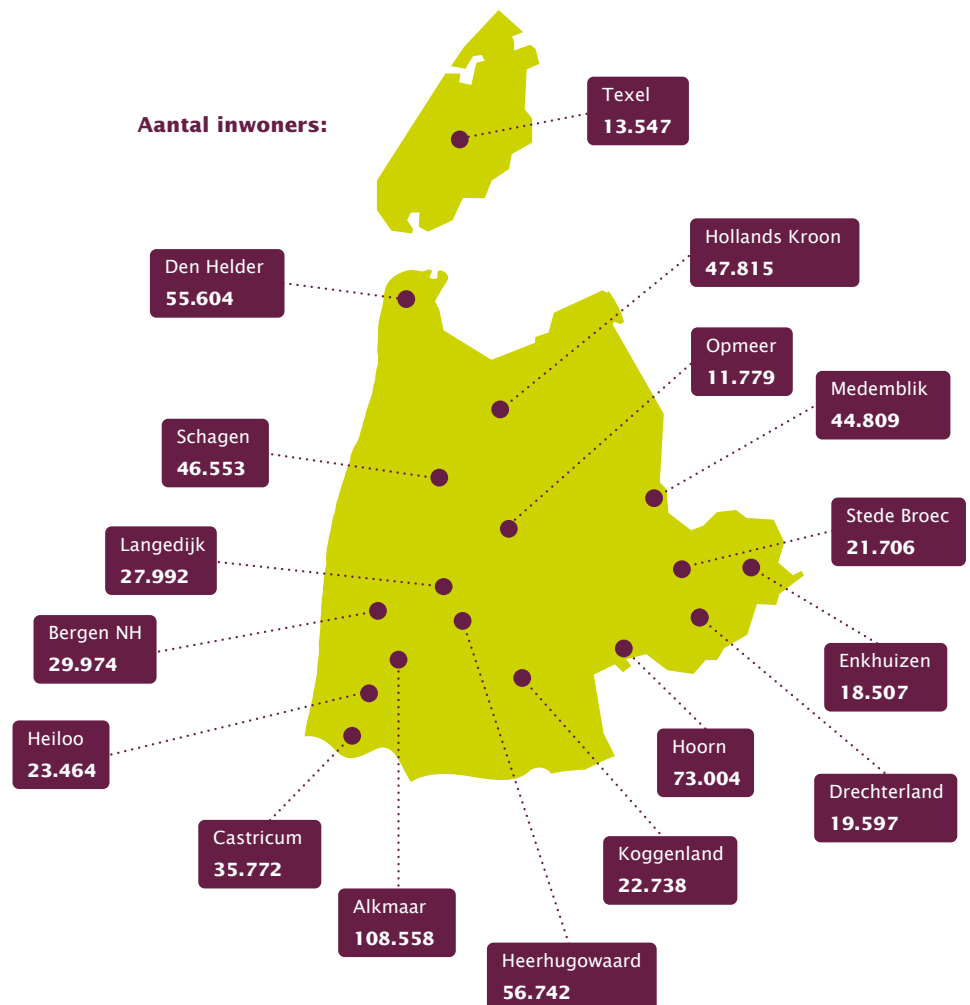 Aantal inwoners:
Texel
13.547
Hollands Kroon
47.815
Den Helder
55.604
Opmeer
11.779
Medemblik
44.809
Schagen
46.553
Stede Broec
21.706
Langedijk
27.992
Bergen NH
29.974
Enkhuizen
18.507
Heiloo
23.464
Hoorn
73.004
Drechterland
19.597
Castricum
35.772
Koggenland
22.738
Alkmaar
108.558
Heerhugowaard
56.742